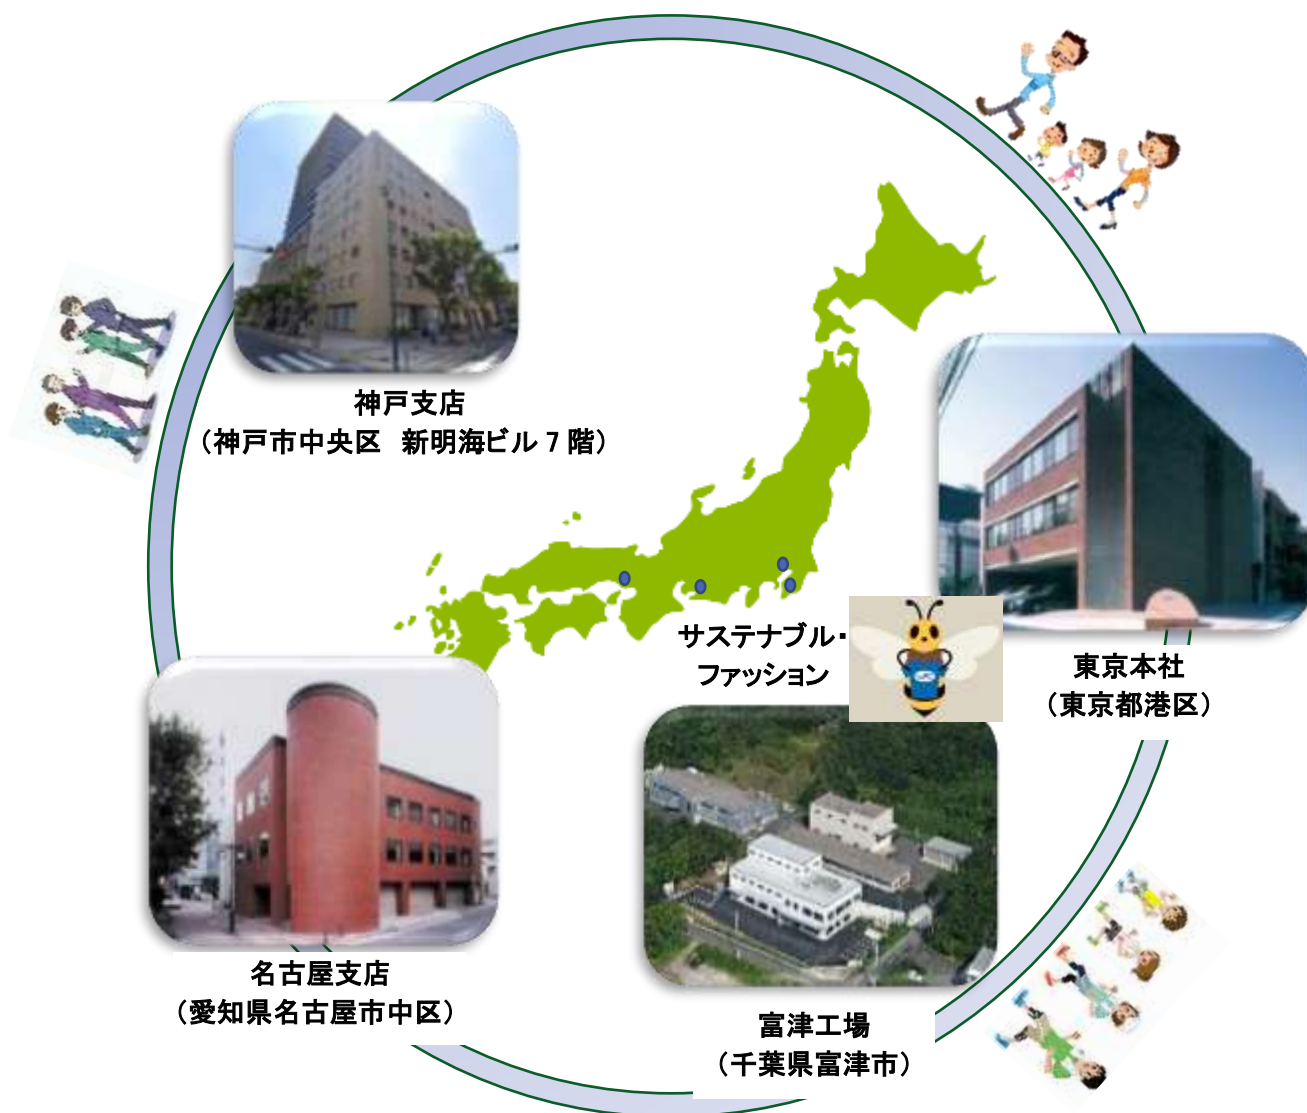 神戸支店
（神戸市中央区　新明海ビル７階）
サステナブル・
ファッション
東京本社
（東京都港区）
名古屋支店
（愛知県名古屋市中区）
富津工場
（千葉県富津市）